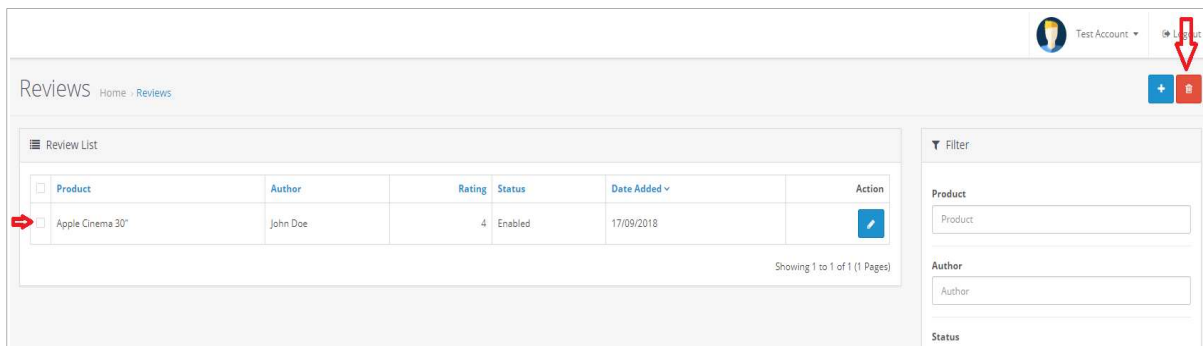 Test Account
Logout
Reviews Home › Reviews
Review List
Product Author Rating Status Date Added Action
Apple Cinema 30" John Doe 4 Enabled 17/09/2018
Showing 1 to 1 of 1 (1 Pages)
Filter
Product
Product
Author
Author
Status